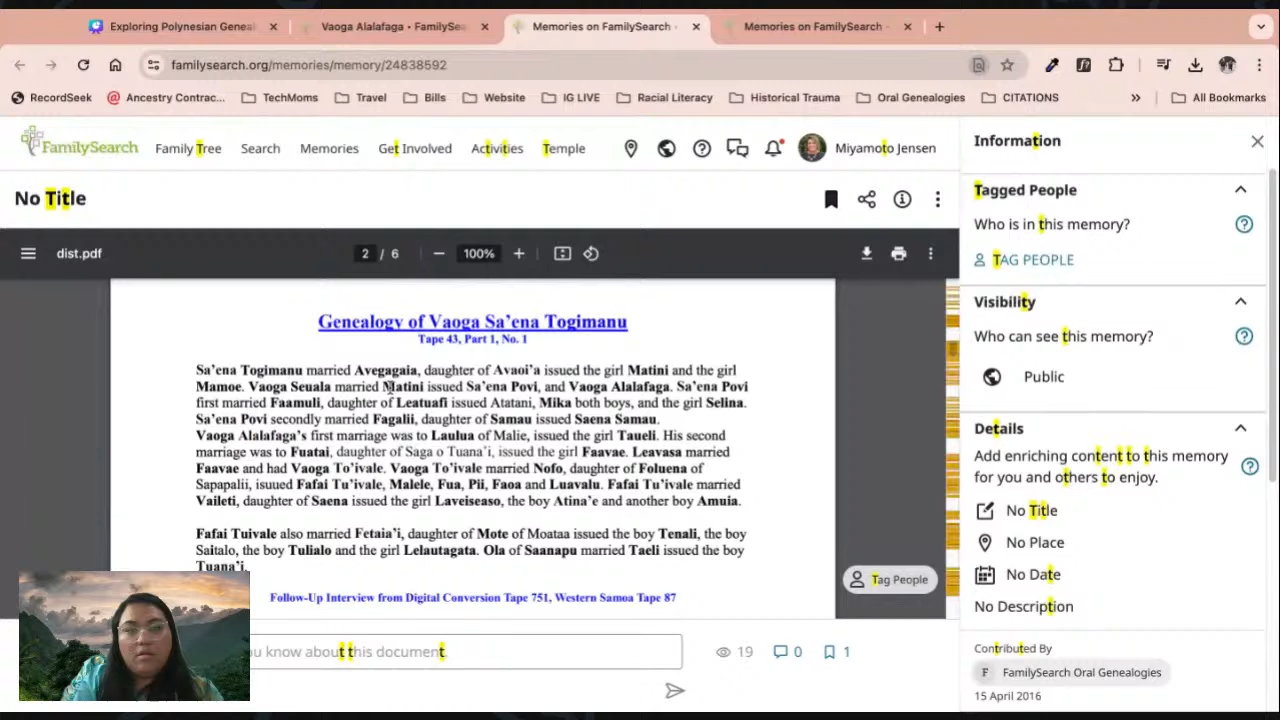 Exploring Polynesian Geneal
Vaoga Alalafaga • FamilySea
Memories on FamilySearch
Memories on FamilySearch
familysearch.org/memories/memory/24838592
RecordSeek
Ancestry Contrac...
TechMoms
Travel
Bills
Website
IG LIVE
Racial Literacy
Historical Trauma
Oral Genealogies
CITATIONS
»
All Bookmarks
FamilySearch
Family Tree
Search
Memories
Get Involved
Activities
Temple
Miyamoto Jensen
No Title
dist.pdf
2 / 6
100%
Genealogy of Vaoga Sa’ena Togimanu
Tape 43, Part 1, No. 1
Sa’ena Togimanu married Avegagaia, daughter of Avaoi’a issued the girl Matini and the girl
Mamoe. Vaoga Seuala married Matini issued Sa’ena Povi, and Vaoga Alalafaga. Sa’ena Povi
first married Faamuli, daughter of Leatuafi issued Atatani, Mika both boys, and the girl Selina.
Sa’ena Povi secondly married Fagalii, daughter of Samau issued Saena Samau.
Vaoga Alalafaga’s first marriage was to Laulua of Malie, issued the girl Taueli. His second
marriage was to Fuatai, daughter of Saga o Tuana’i, issued the girl Faavae. Leavasa married
Faavae and had Vaoga To’ivale. Vaoga To’ivale married Nofo, daughter of Foluena of
Sapapalii, isuued Fafai Tu’ivale, Malele, Fua, Pii, Faoa and Luavalu. Fafai Tu’ivale married
Vaileti, daughter of Saena issued the girl Laveiseaso, the boy Atina’e and another boy Amuia.
Fafai Tuivale also married Fetaia’i, daughter of Mote of Moataa issued the boy Tenali, the boy
Saitalo, the boy Tulialo and the girl Lelautagata. Ola of Saanapu married Taeli issued the boy
Tuana’i.
Follow-Up Interview from Digital Conversion Tape 751, Western Samoa Tape 87
Tag People
you know about this document.
19
0
1
Information
Tagged People
Who is in this memory?
TAG PEOPLE
Visibility
Who can see this memory?
Public
Details
Add enriching content to this memory
for you and others to enjoy.
No Title
No Place
No Date
No Description
Contributed By
F FamilySearch Oral Genealogies
15 April 2016